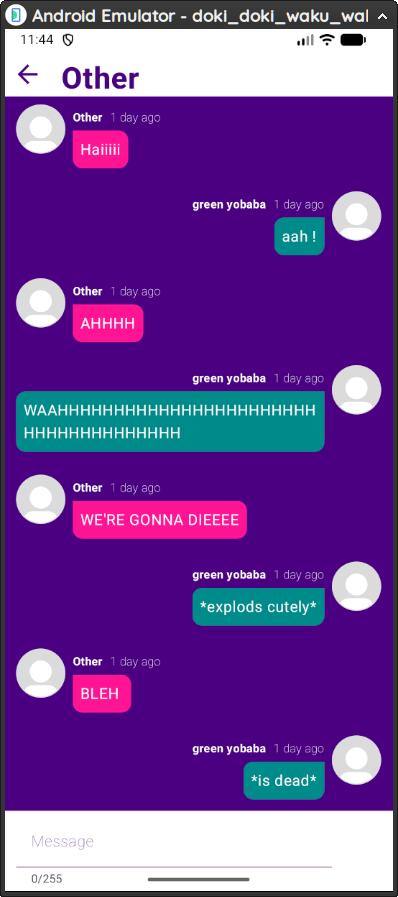 Android Emulator - doki_doki_waku_wal
11:44
Other
Other 1 day ago
Haiiiii
green yobaba 1 day ago
aah !
Other 1 day ago
AHHHH
green yobaba 1 day ago
WAAHHHHHHHHHHHHHHHHHHHHHHH
HHHHHHHHHHHHHH
Other 1 day ago
WE'RE GONNA DIEEEE
green yobaba 1 day ago
*explods cutely*
Other 1 day ago
BLEH
green yobaba 1 day ago
*is dead*
Message
0/255